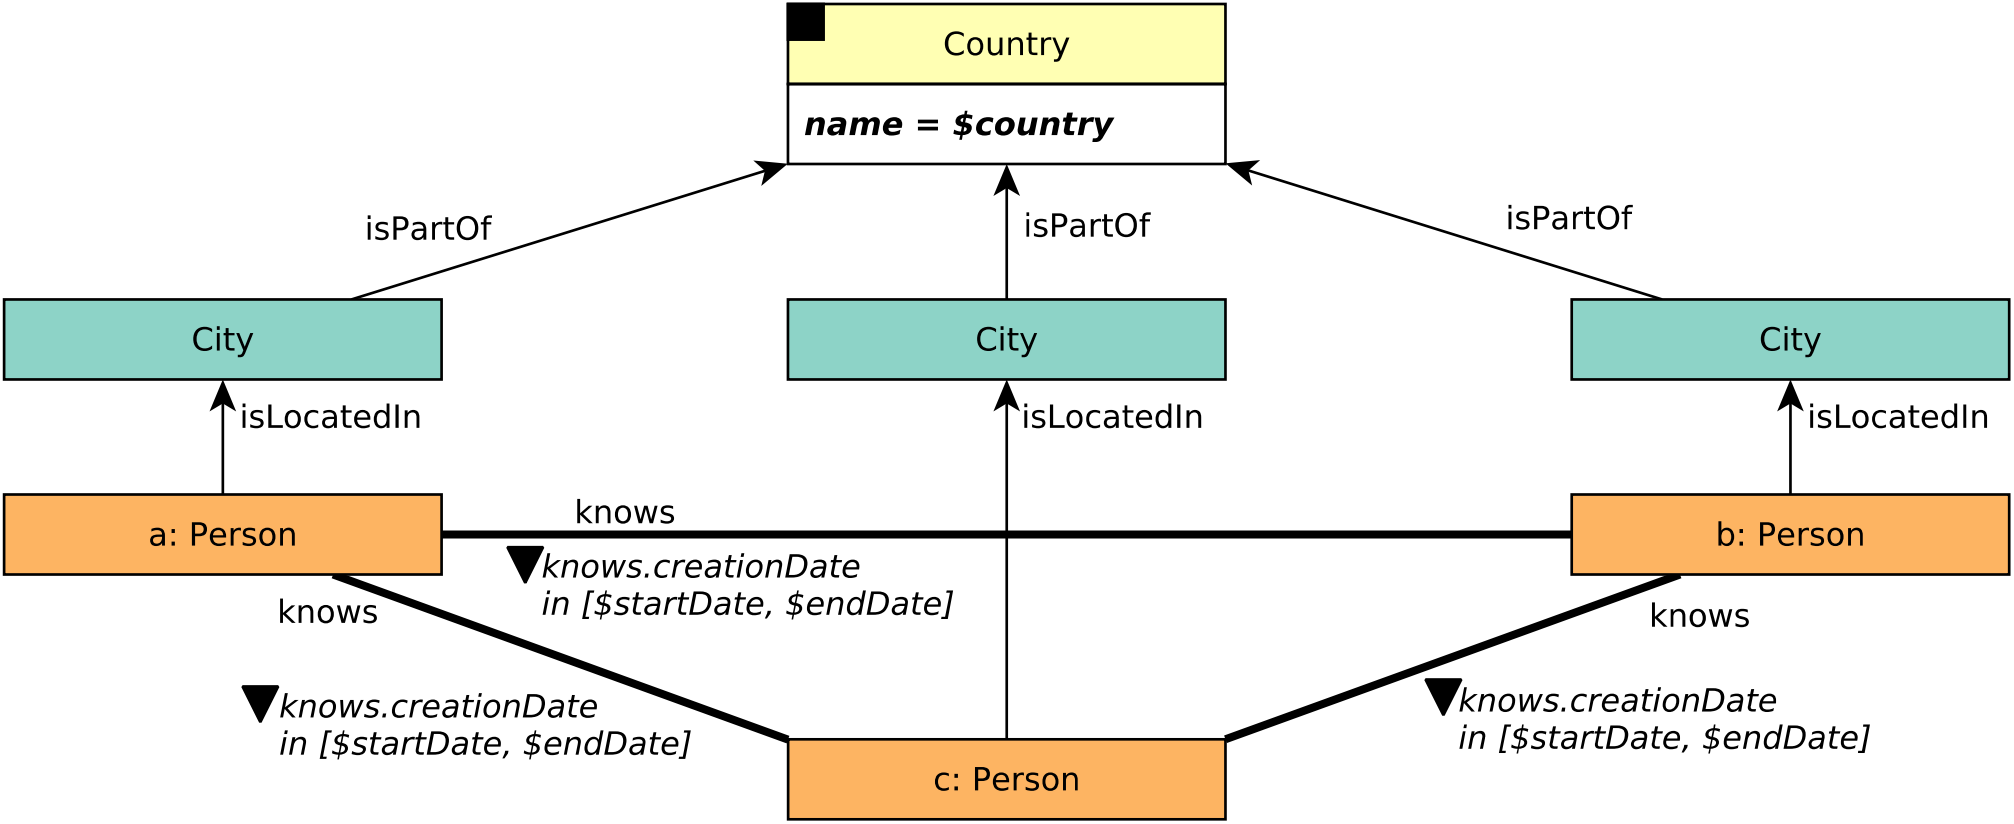 Country
name = $country
isPartOf
isPartOf
isPartOf
City
City
City
isLocatedIn
isLocatedIn
isLocatedIn
a: Person
knows
b: Person
knows.creationDate
in [$startDate, $endDate]
knows
knows
knows.creationDate
in [$startDate, $endDate]
knows.creationDate
in [$startDate, $endDate]
c: Person